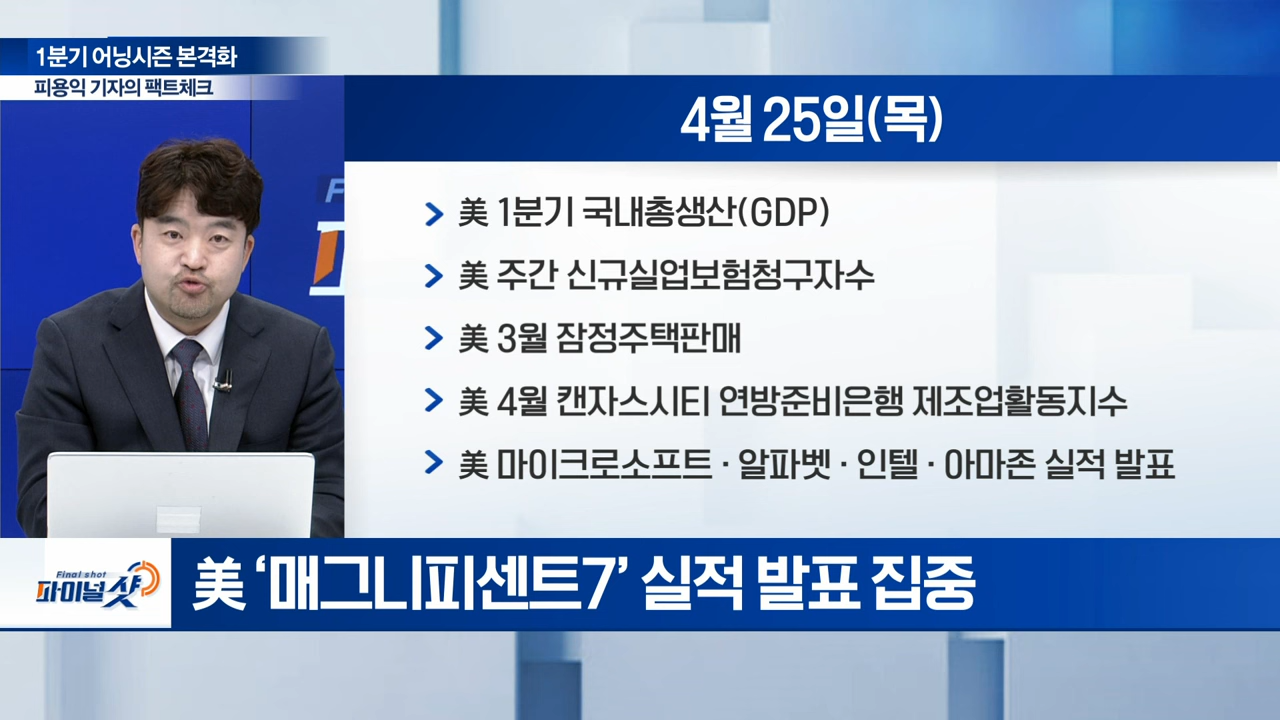 1분기 어닝시즌 본격화
피용익 기자의 팩트체크
4월 25일(목)
美 1분기 국내총생산(GDP)
美 주간 신규실업보험청구자수
美 3월 잠정주택판매
美 4월 캔자스시티 연방준비은행 제조업활동지수
美 마이크로소프트 · 알파벳 · 인텔 · 아마존 실적 발표
Final shot
파이널 샷
美 ‘매그니피센트7’ 실적 발표 집중